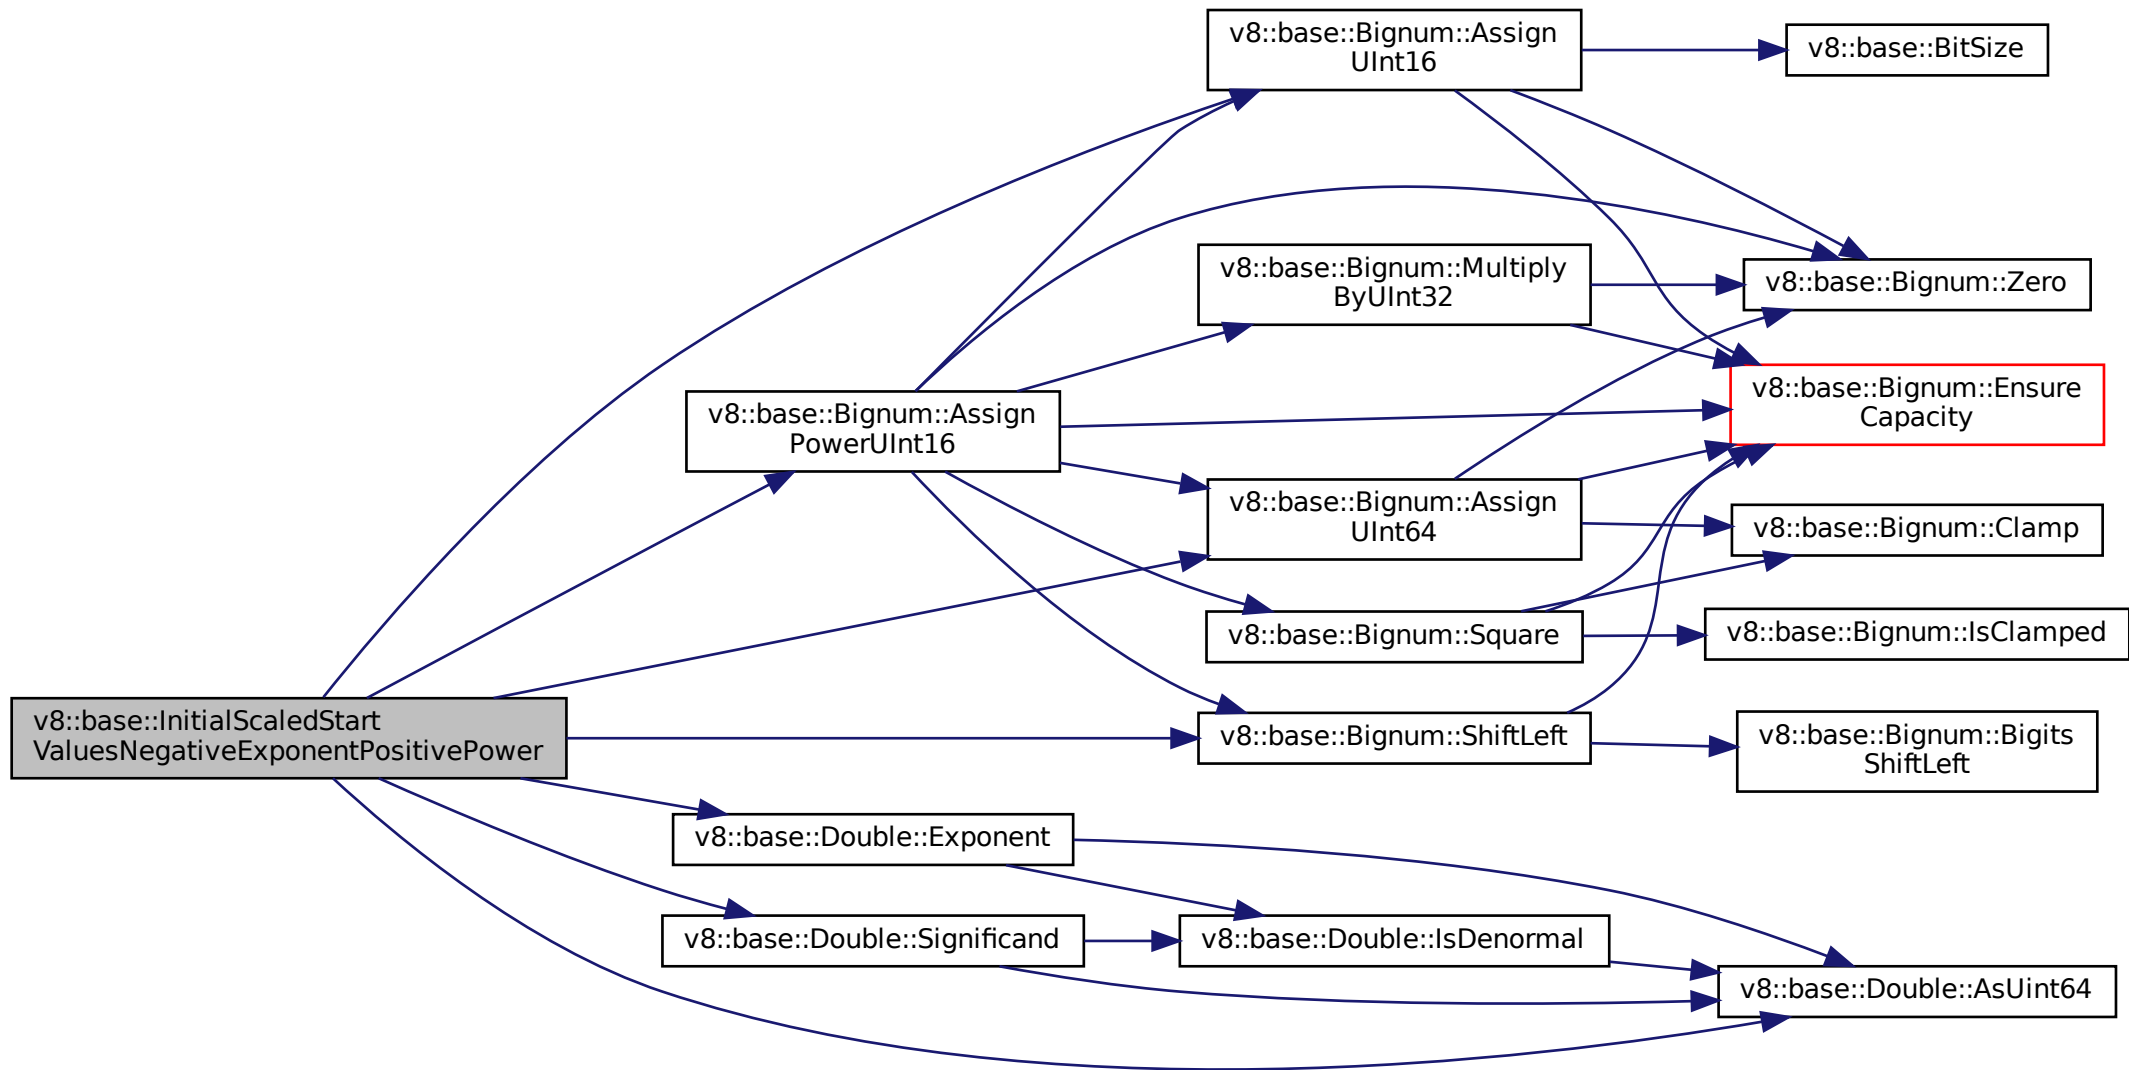 v8::base::InitialScaledStart
ValuesNegativeExponentPositivePower
v8::base::Bignum::Assign
PowerUInt16
v8::base::Double::Exponent
v8::base::Double::Significand
v8::base::Bignum::Assign
UInt16
v8::base::Bignum::Multiply
ByUInt32
v8::base::Bignum::Assign
UInt64
v8::base::Bignum::Square
v8::base::Bignum::ShiftLeft
v8::base::Double::IsDenormal
v8::base::BitSize
v8::base::Bignum::Zero
v8::base::Bignum::Ensure
Capacity
v8::base::Bignum::Clamp
v8::base::Bignum::IsClamped
v8::base::Bignum::Bigits
ShiftLeft
v8::base::Double::AsUint64